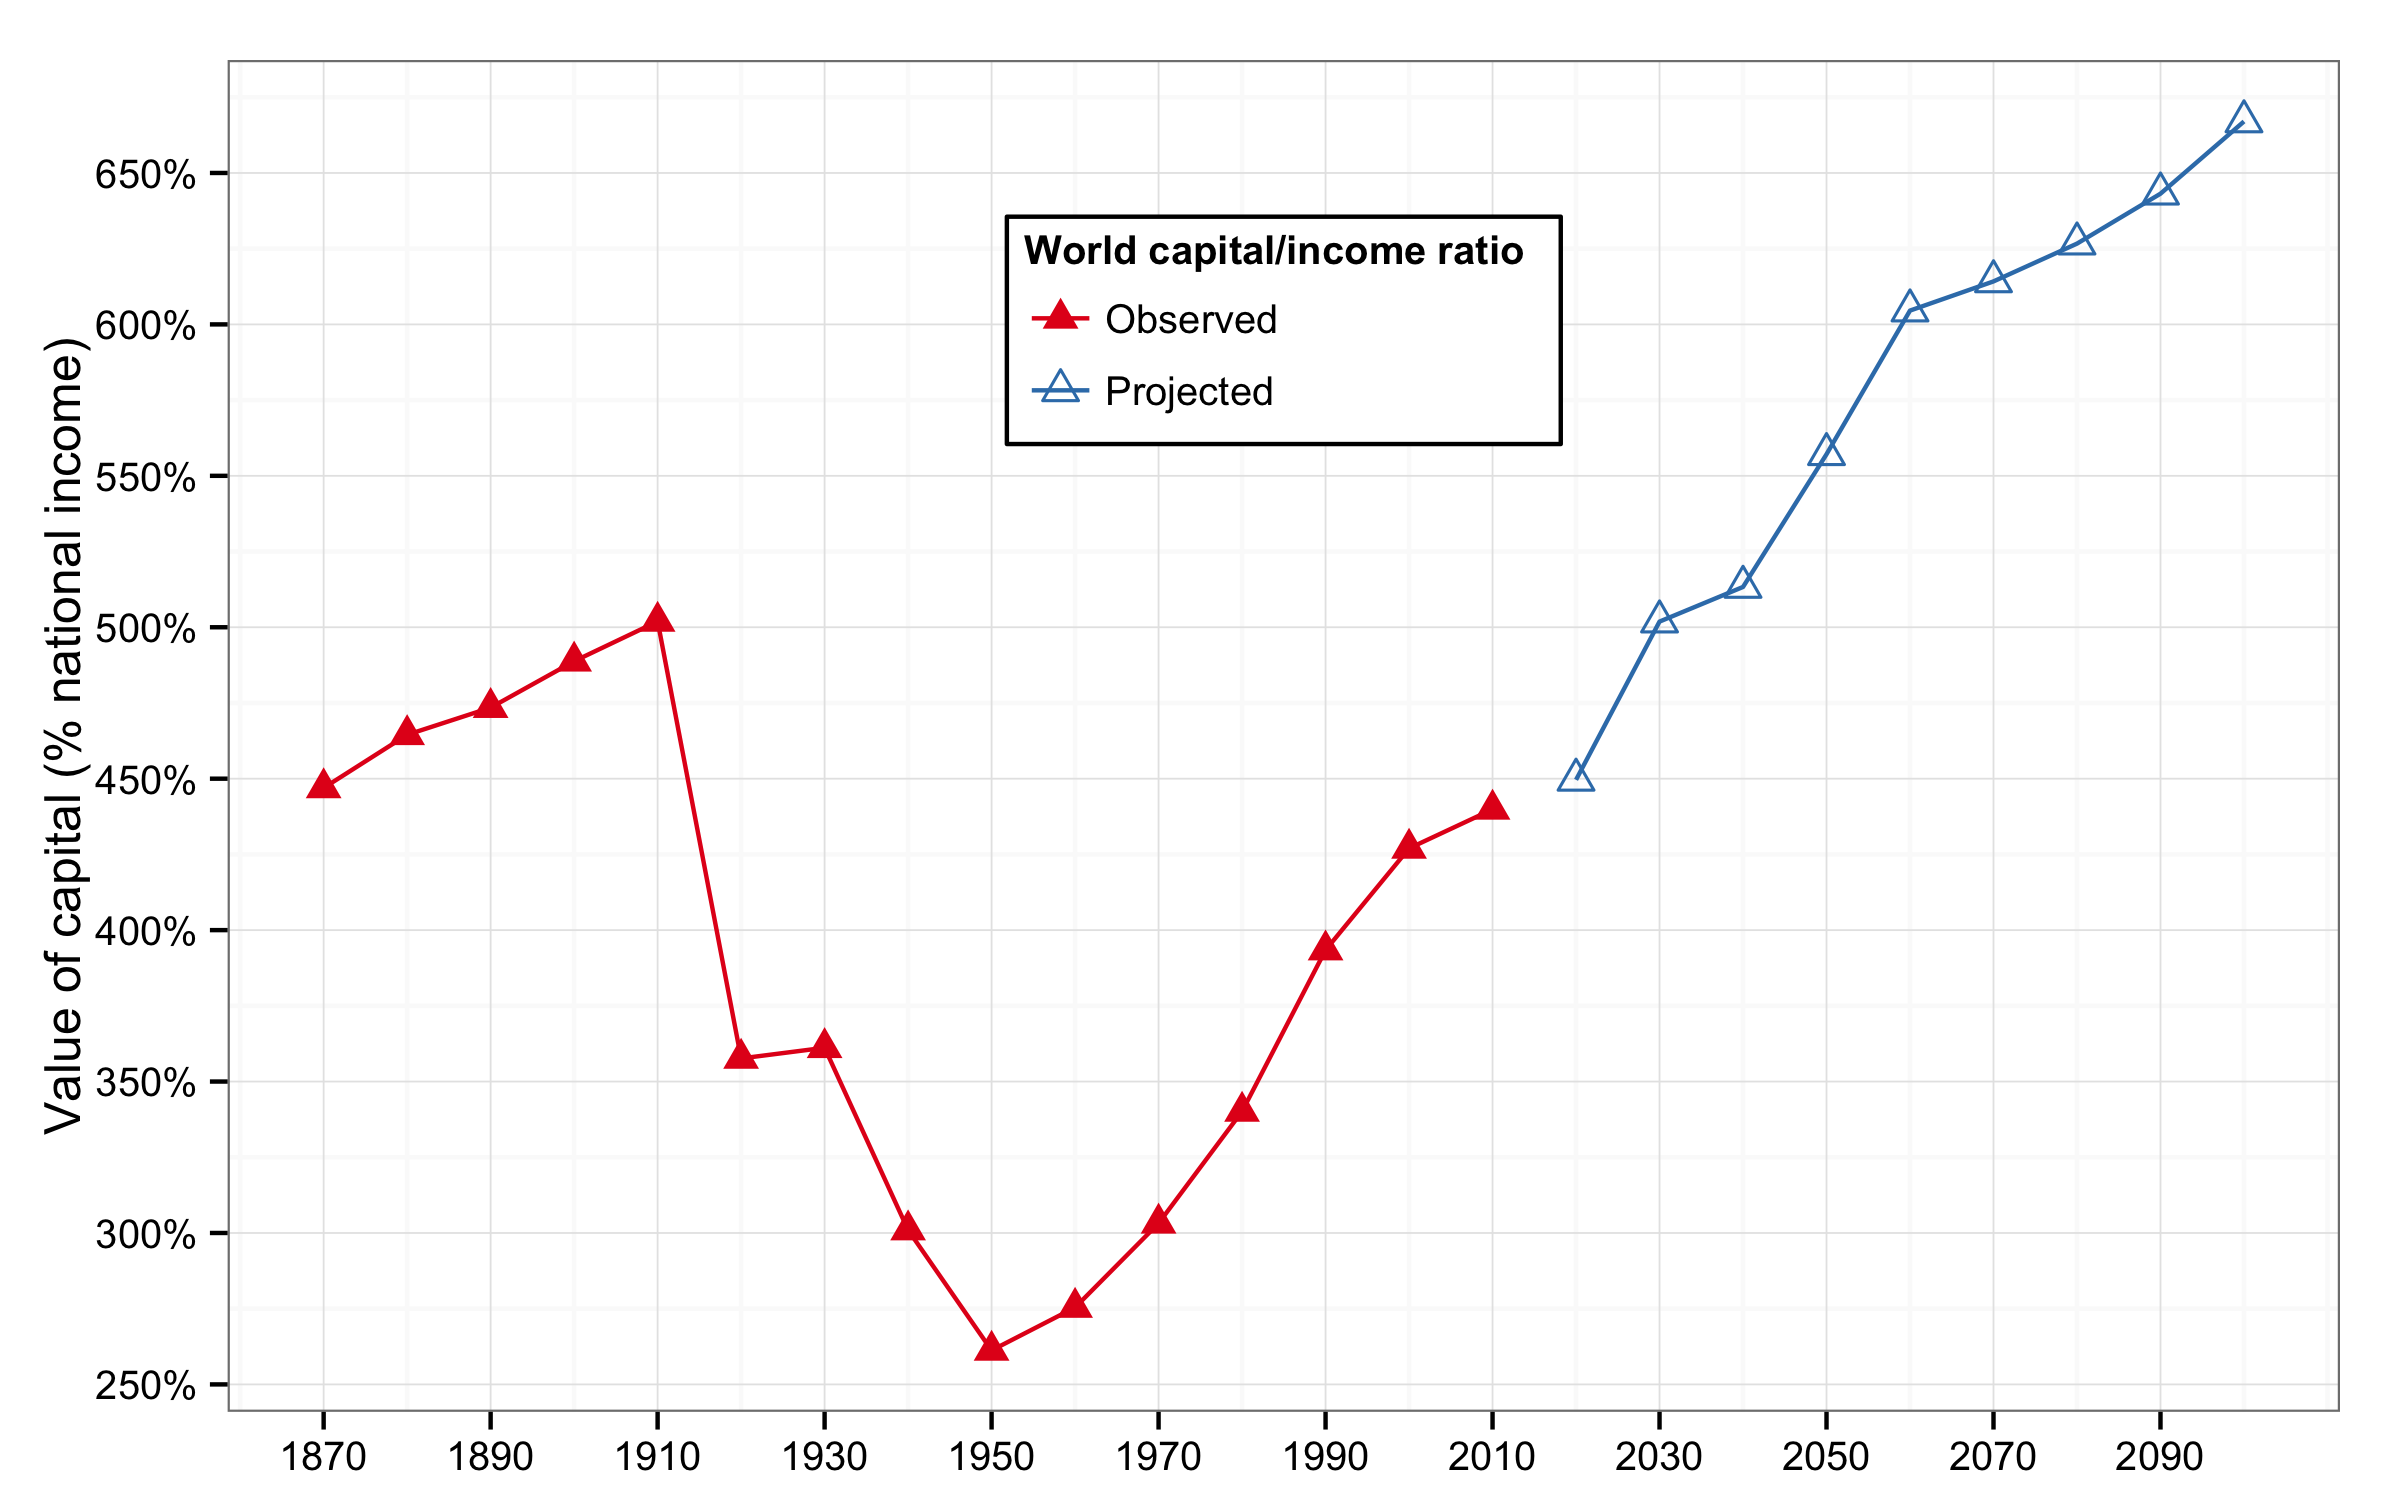 Value of capital (% national income)
650%
600%
550%
500%
450%
400%
350%
300%
250%
World capital/income ratio
Observed
Projected
1870 1890 1910 1930 1950 1970 1990 2010 2030 2050 2070 2090